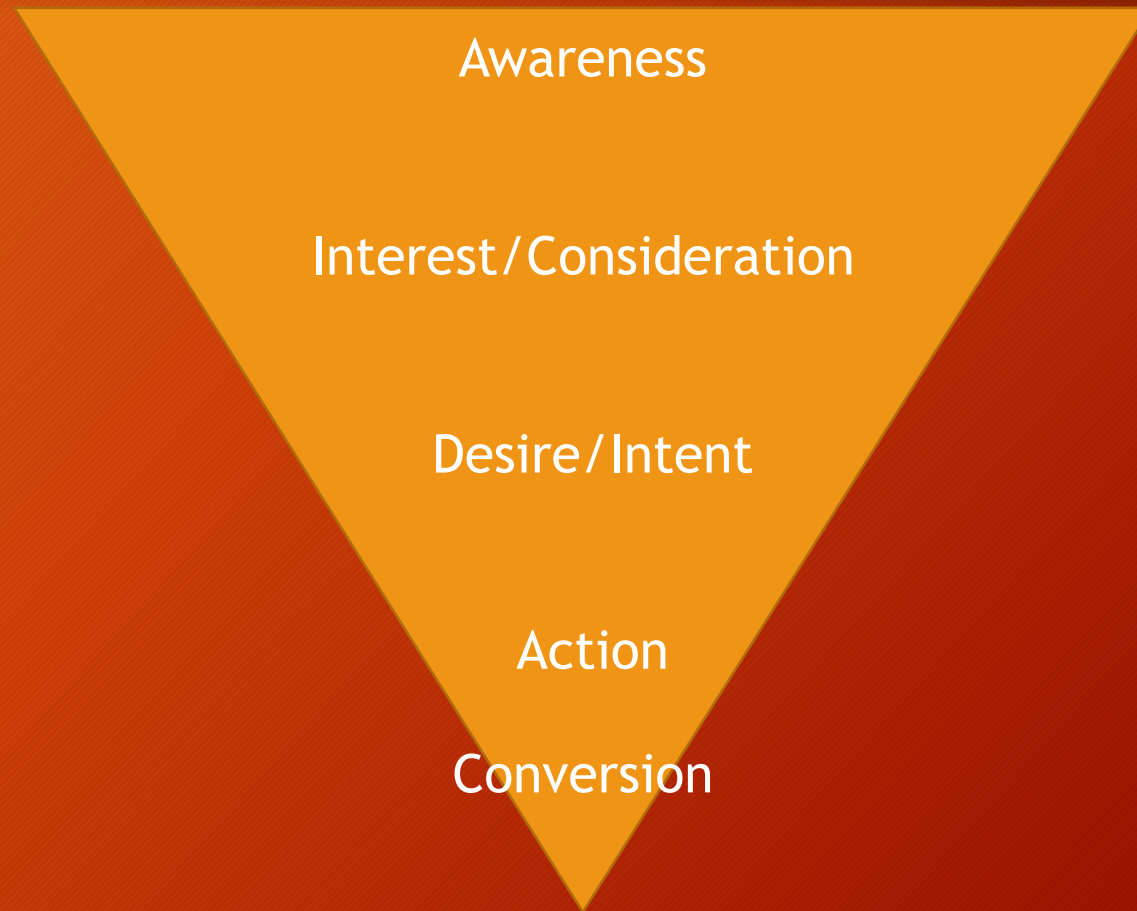 Awareness
Interest/Consideration
Desire/Intent
Action
Conversion